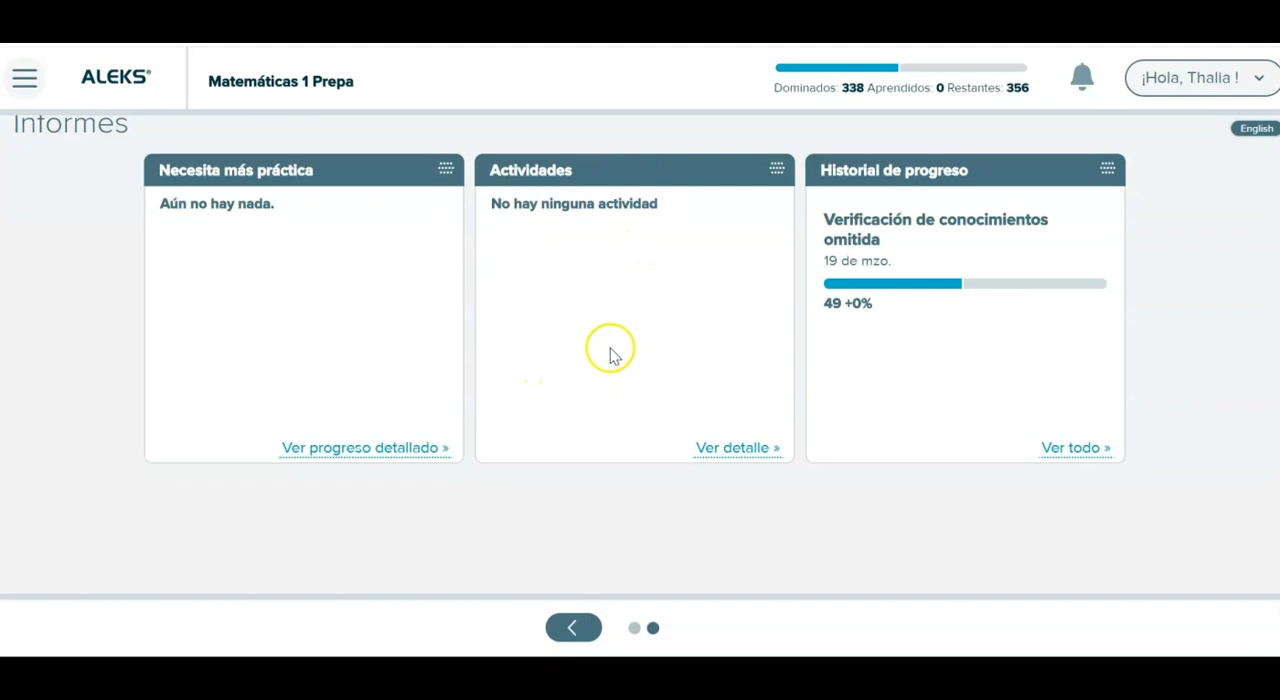 ALEKS®
Matemáticas 1 Prepa
Dominados: 338 Aprendidos: 0 Restantes: 356
¡Hola, Thalia !
Informes
English
Necesita más práctica
Aún no hay nada.
Ver progreso detallado »
Actividades
No hay ninguna actividad
Ver detalle »
Historial de progreso
Verificación de conocimientos
omitida
19 de mzo.
49 +0%
Ver todo »